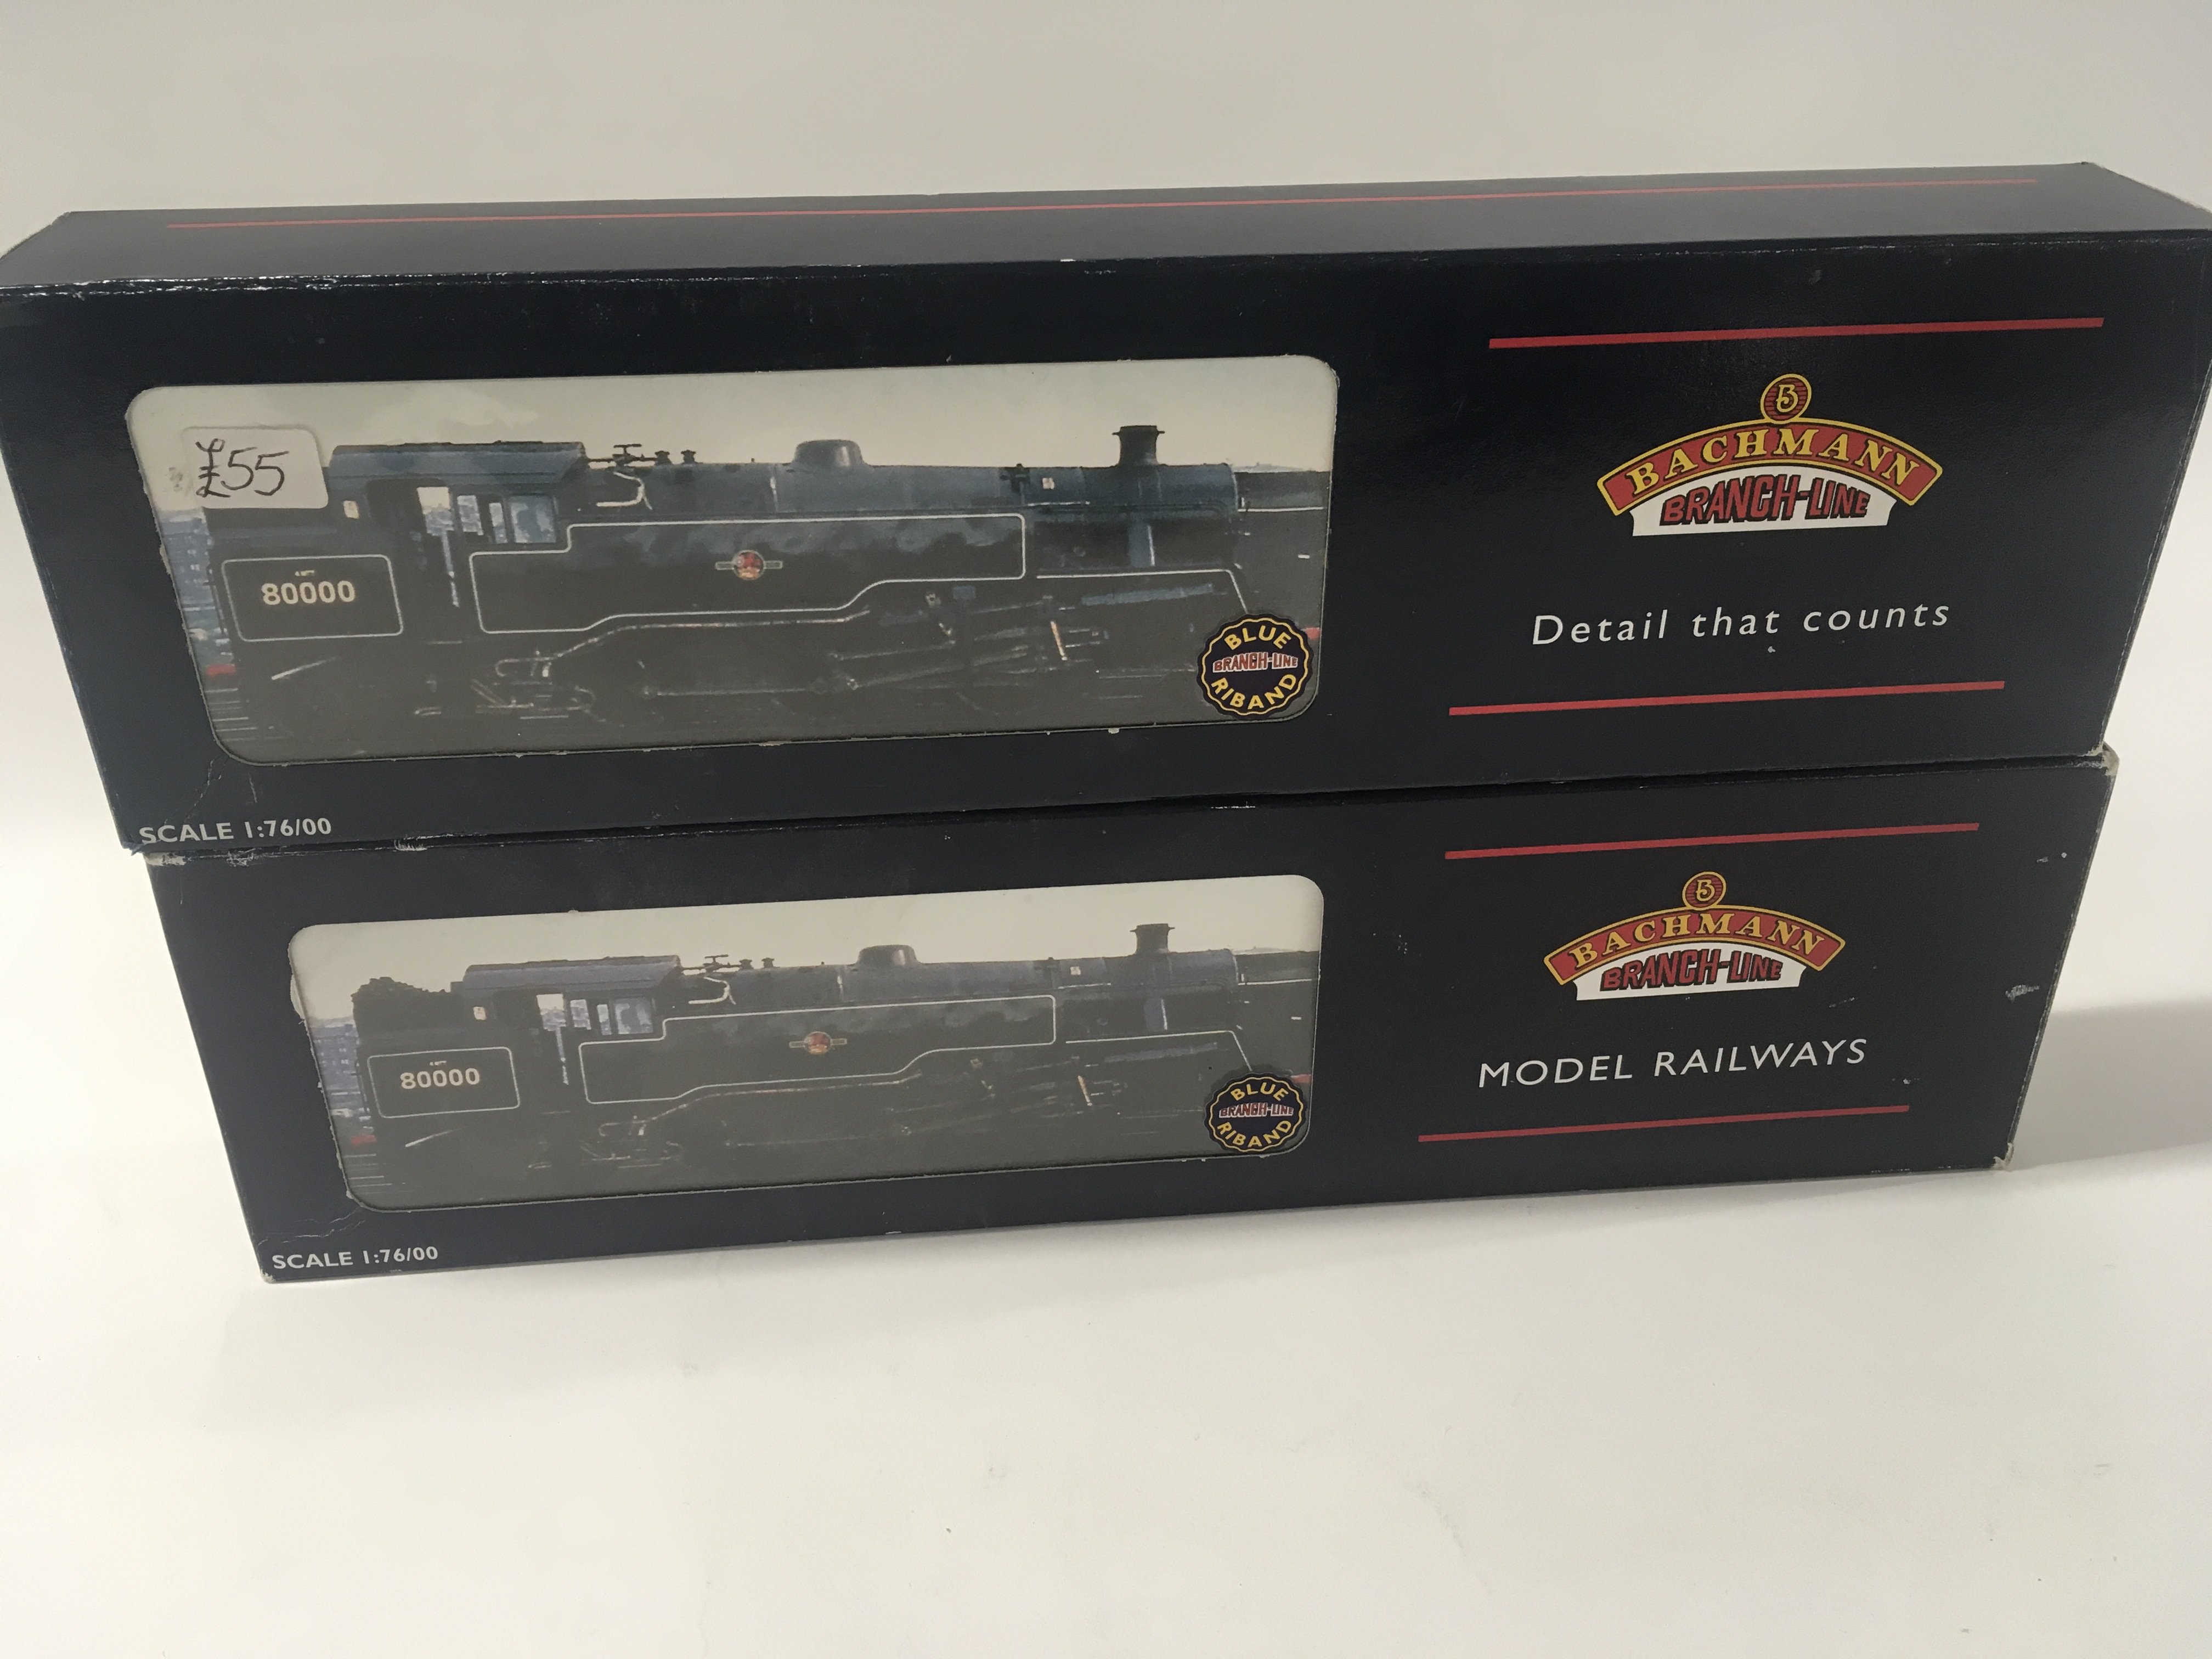 £55
80000
BLUE
BRANCH-LINE
RIBAND
B
BACHMANN
BRANCH-LINE
Detail that counts
SCALE 1:76/00
80000
BLUE
BRANCH-LINE
RIBAND
B
BACHMANN
BRANCH-LINE
MODEL RAILWAYS
SCALE 1:76/00